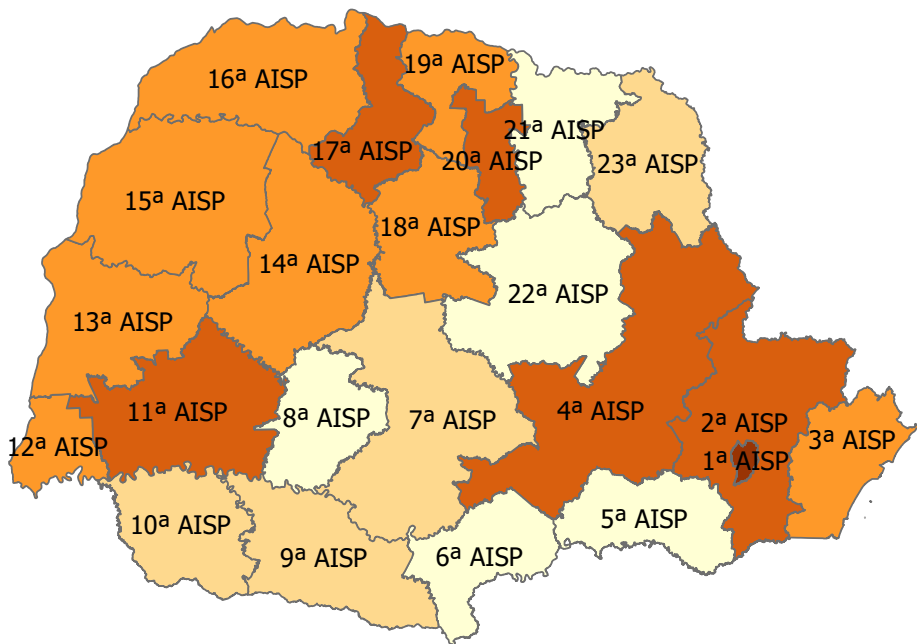 19ª AISP
16ª AISP
21ª AISP
17ª AISP
20ª AISP
23ª AISP
15ª AISP
18ª AISP
14ª AISP
22ª AISP
13ª AISP
11ª AISP
8ª AISP
7ª AISP
4ª AISP
2ª AISP
3ª AISP
12ª AISP
1ª AISP
10ª AISP
5ª AISP
9ª AISP
6ª AISP